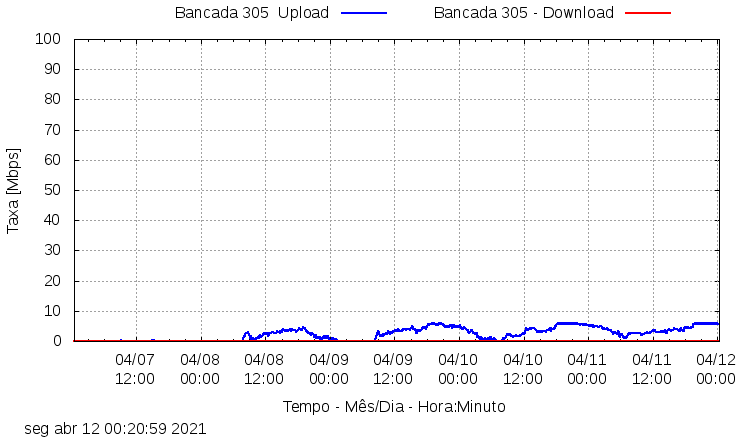 Bancada 305  Upload
Bancada 305 - Download
100
90
80
70
60
50
40
30
20
10
0
Taxa [Mbps]
04/07 04/08 04/08 04/09 04/09 04/10 04/10 04/11 04/11 04/12
12:00 00:00 12:00 00:00 12:00 00:00 12:00 00:00 12:00 00:00
Tempo - Mês/Dia - Hora:Minuto
seg abr 12 00:20:59 2021